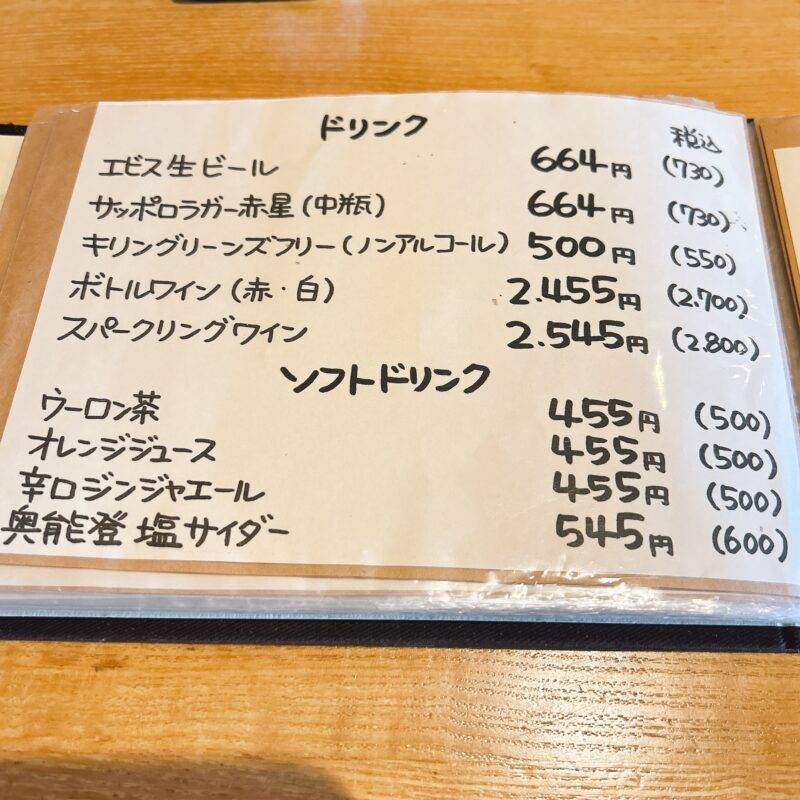 ドリンク 税込
エビス生ビール 664円 (730)
サッポロラガー赤星(中瓶) 664円 (730)
キリングリーンズフリー(ノンアルコール) 500円 (550)
ボトルワイン(赤・白) 2.455円 (2.700)
スパークリングワイン 2.545円 (2.800)
ソフトドリンク
ウーロン茶 455円 (500)
オレンジジュース 455円 (500)
辛口ジンジャエール 455円 (500)
奥能登 塩サイダー 545円 (600)